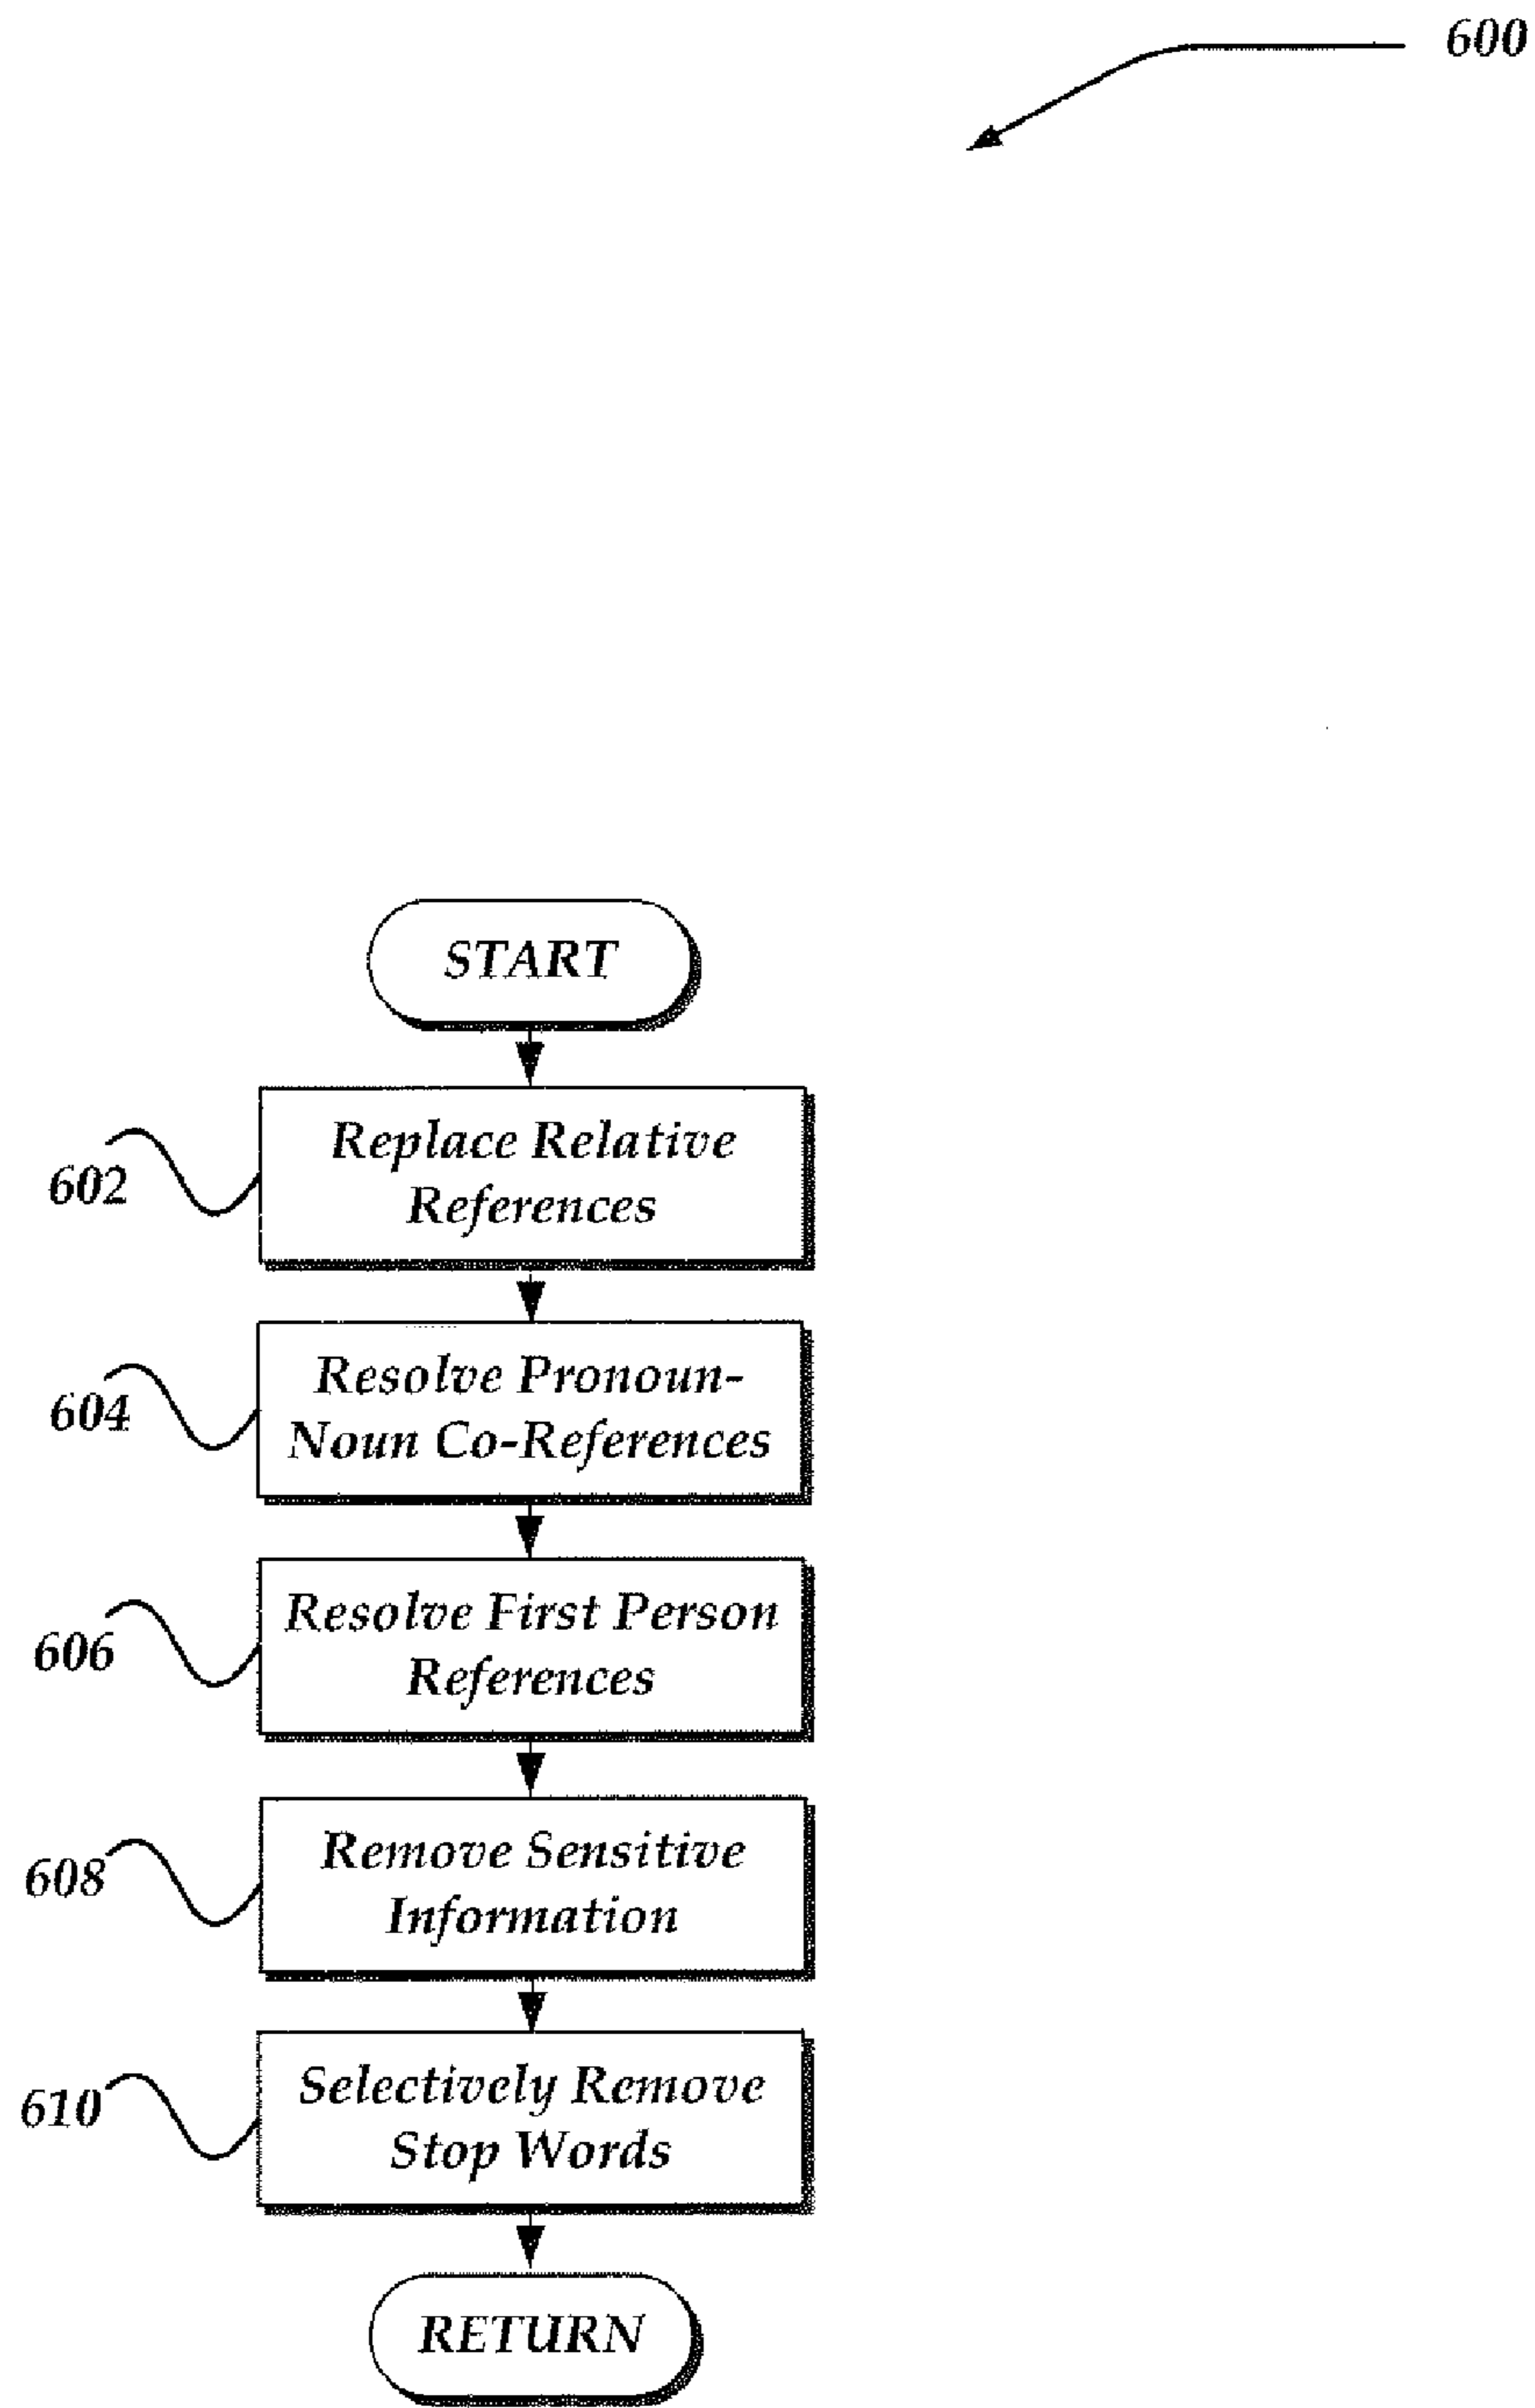 600
START
602
Replace Relative
References
604
Resolve Pronoun-
Noun Co-References
606
Resolve First Person
References
608
Remove Sensitive
Information
610
Selectively Remove
Stop Words
RETURN